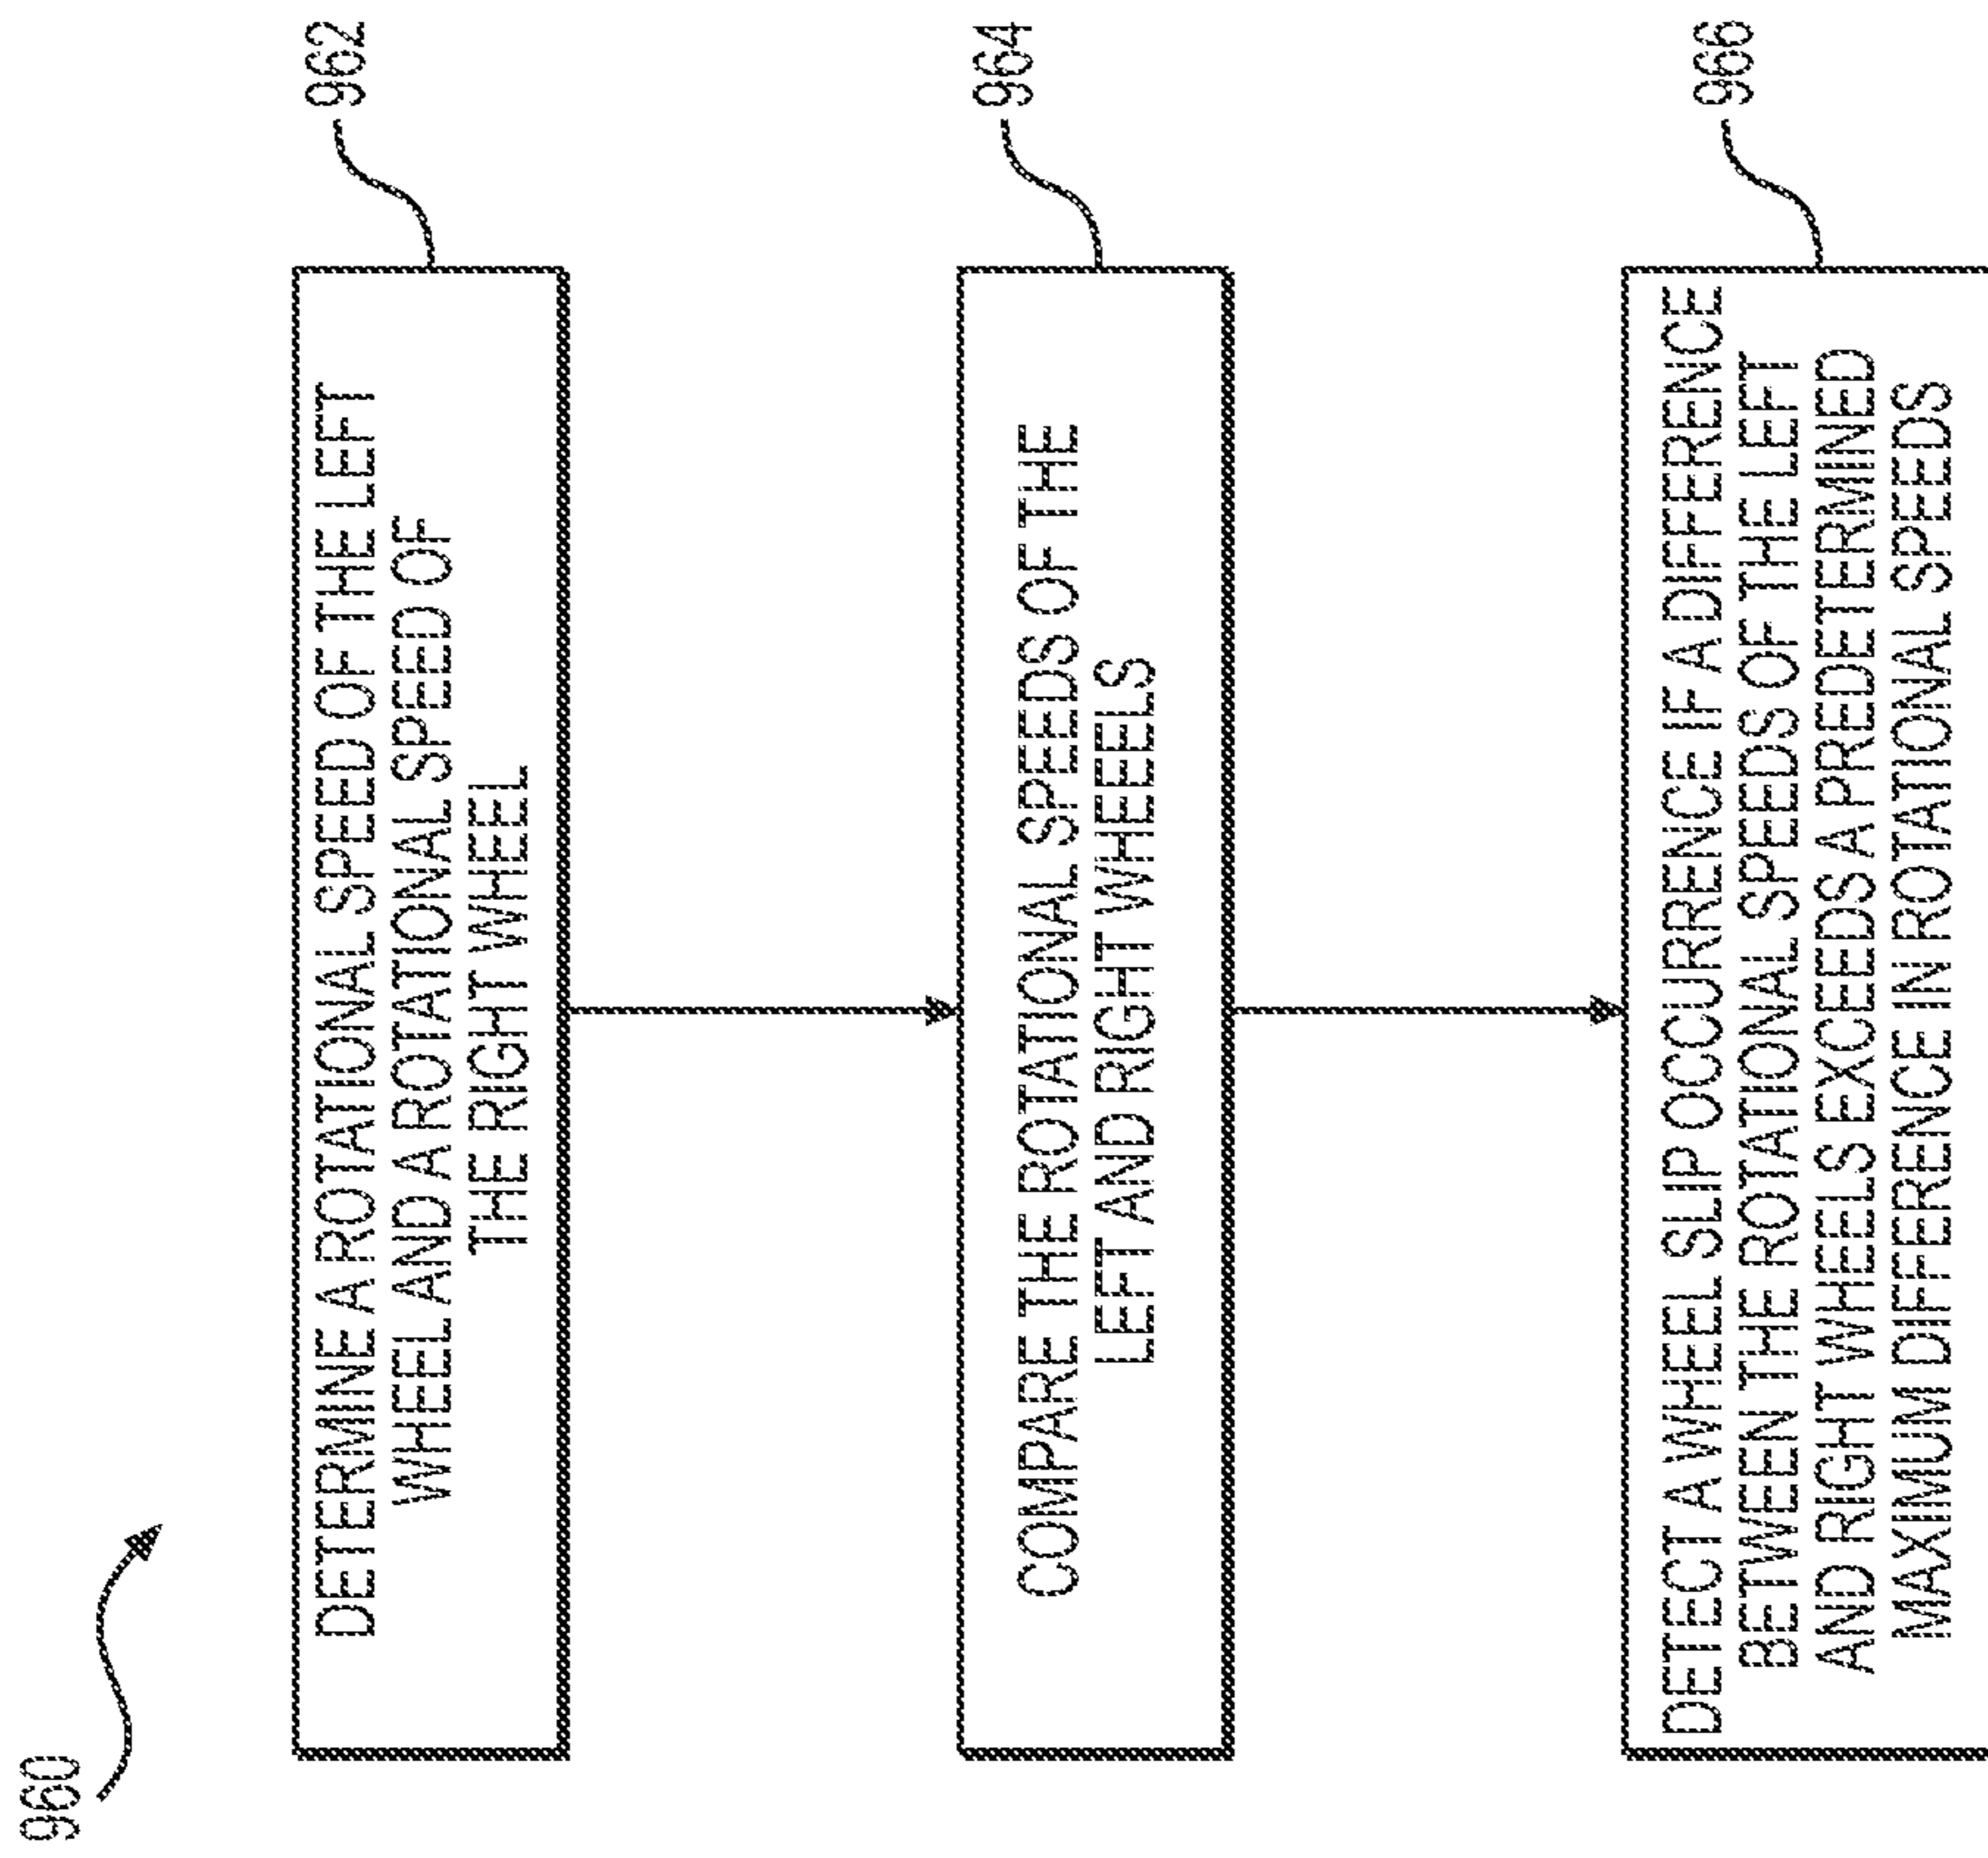 960
DETERMINE A ROTATIONAL SPEED OF THE LEFT
WHEEL AND A ROTATIONAL SPEED OF
THE RIGHT WHEEL
962
COMPARE THE ROTATIONAL SPEEDS OF THE
LEFT AND RIGHT WHEELS
964
DETECT A WHEEL SLIP OCCURRENCE IF A DIFFERENCE
BETWEEN THE ROTATIONAL SPEEDS OF THE LEFT
AND RIGHT WHEELS EXCEEDS A PREDETERMINED
MAXIMUM DIFFERENCE IN ROTATIONAL SPEEDS
966